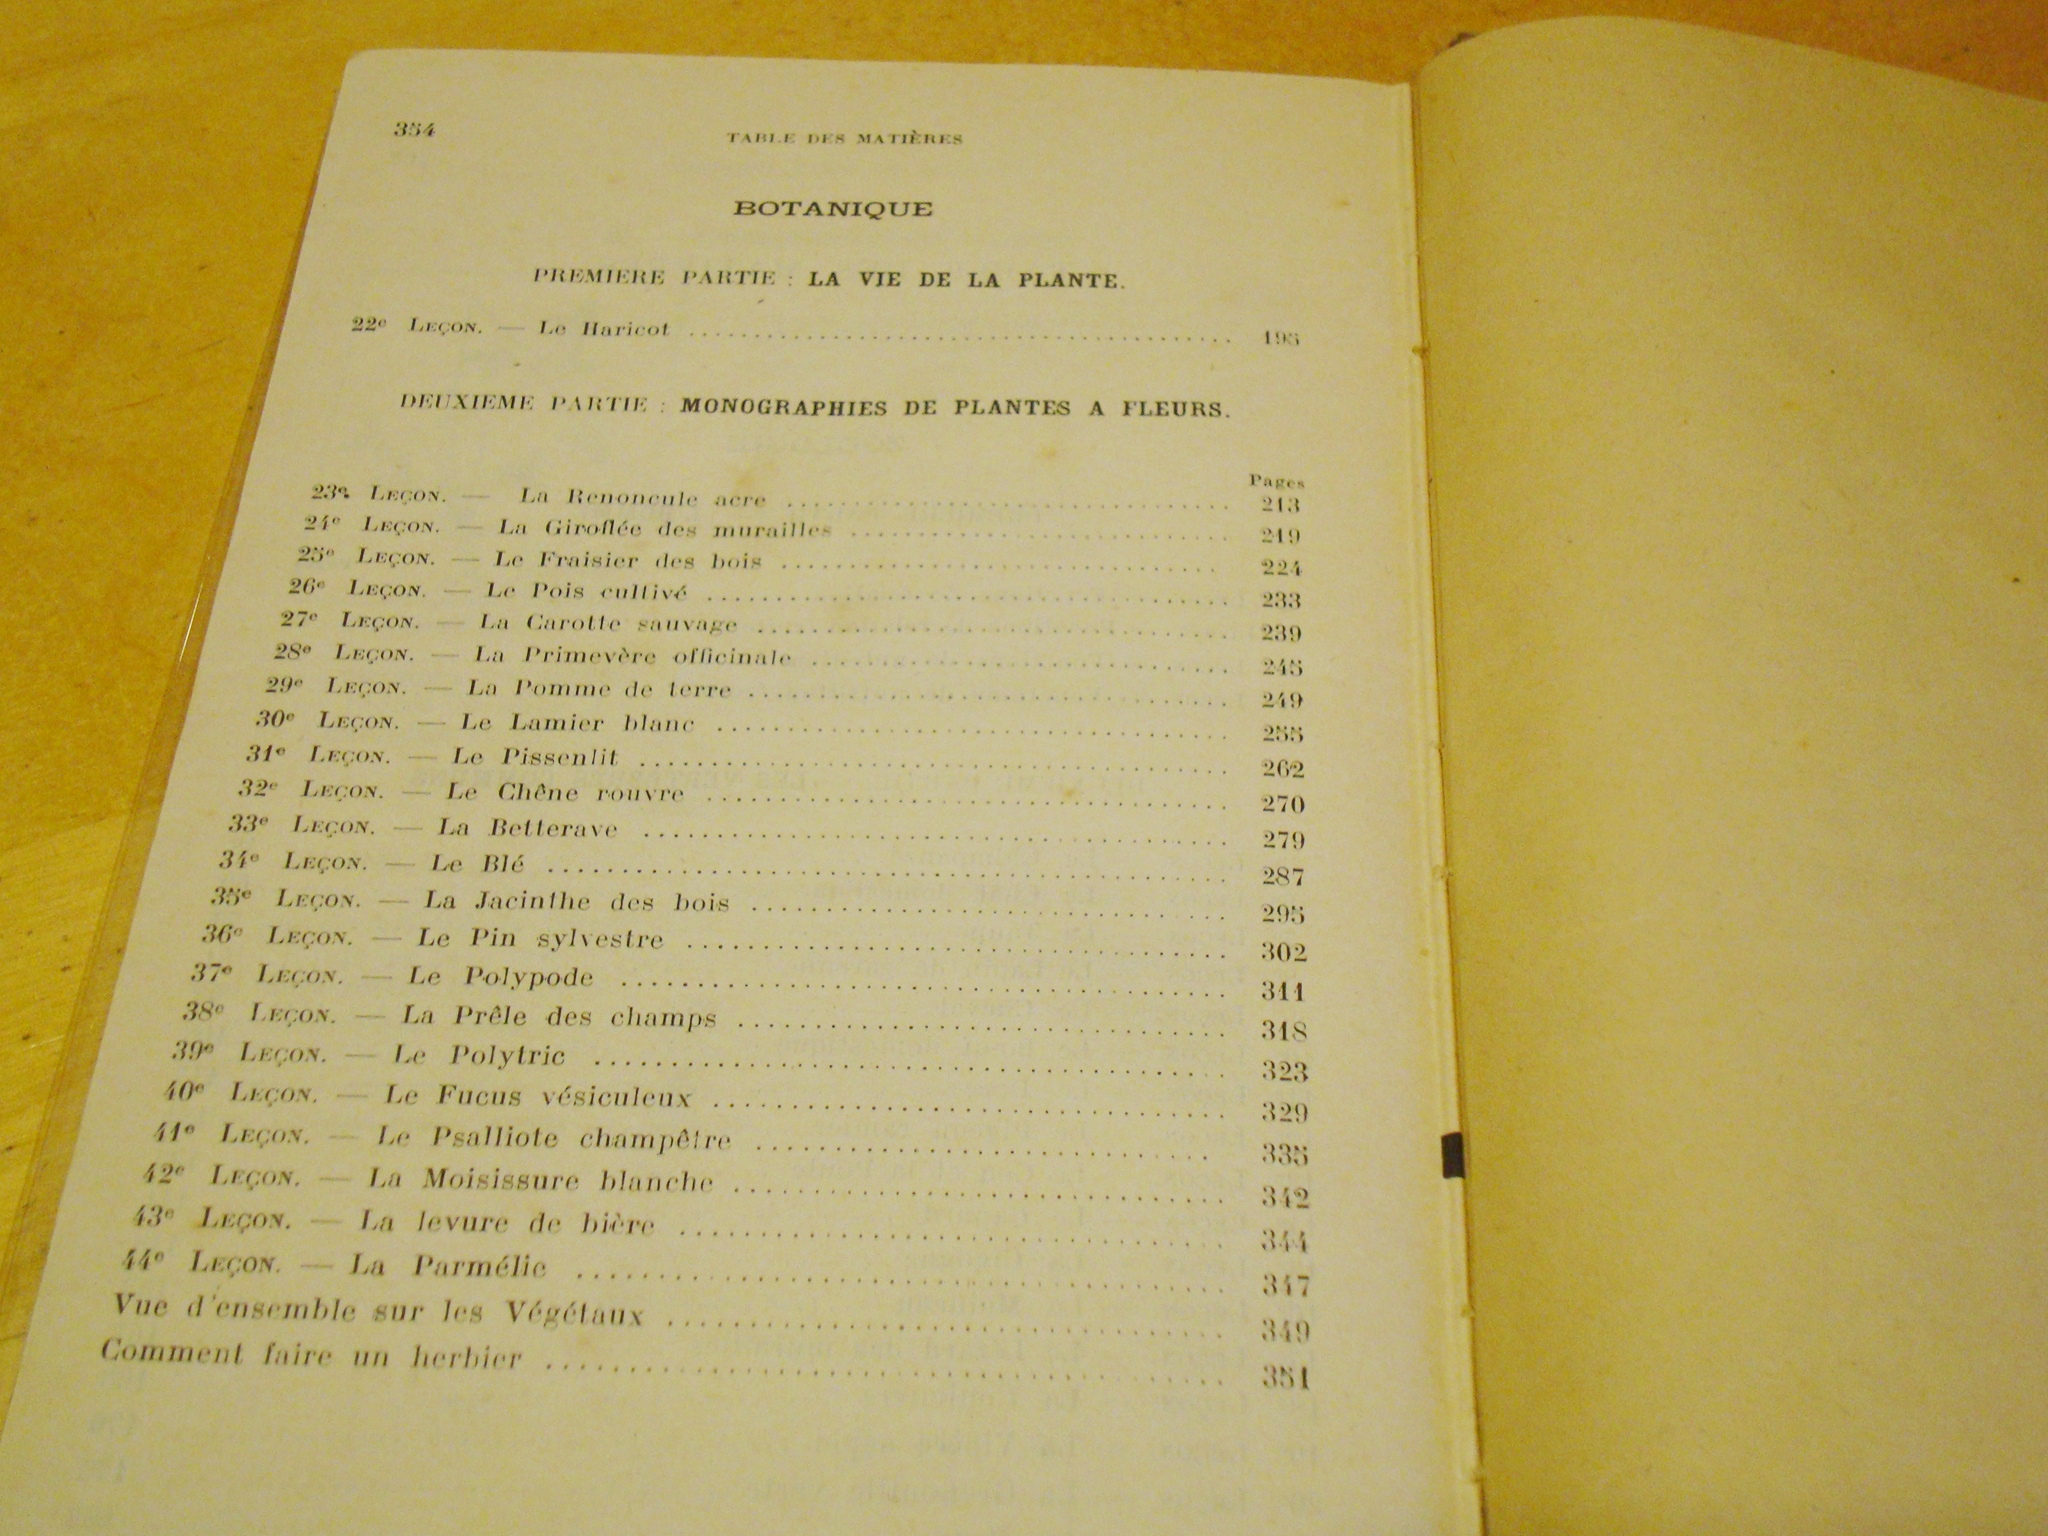 354
TABLE DES MATIÈRES
BOTANIQUE
PREMIERE PARTIE : LA VIE DE LA PLANTE.
22e LEÇON. — Le Haricot ........ 195
DEUXIEME PARTIE : MONOGRAPHIES DE PLANTES A FLEURS.
Pages
23e LEÇON. — La Renoncule acre ........ 213
24e LEÇON. — La Giroflée des murailles ........ 219
25e LEÇON. — Le Fraisier des bois ........ 224
26e LEÇON. — Le Pois cultivé ........ 233
27e LEÇON. — La Carotte sauvage ........ 239
28e LEÇON. — La Primevère officinale ........ 245
29e LEÇON. — La Pomme de terre ........ 249
30e LEÇON. — Le Lamier blanc ........ 255
31e LEÇON. — Le Pissenlit ........ 262
32e LEÇON. — Le Chêne rouvre ........ 270
33e LEÇON. — La Betterave ........ 279
34e LEÇON. — Le Blé ........ 287
35e LEÇON. — La Jacinthe des bois ........ 295
36e LEÇON. — Le Pin sylvestre ........ 302
37e LEÇON. — Le Polypode ........ 311
38e LEÇON. — La Prêle des champs ........ 318
39e LEÇON. — Le Polytric ........ 323
40e LEÇON. — Le Fucus vésiculeux ........ 329
41e LEÇON. — Le Psalliote champêtre ........ 335
42e LEÇON. — La Moisissure blanche ........ 342
43e LEÇON. — La levure de bière ........ 344
44e LEÇON. — La Parmélie ........ 347
Vue d'ensemble sur les Végétaux ........ 349
Comment faire un herbier ........ 351